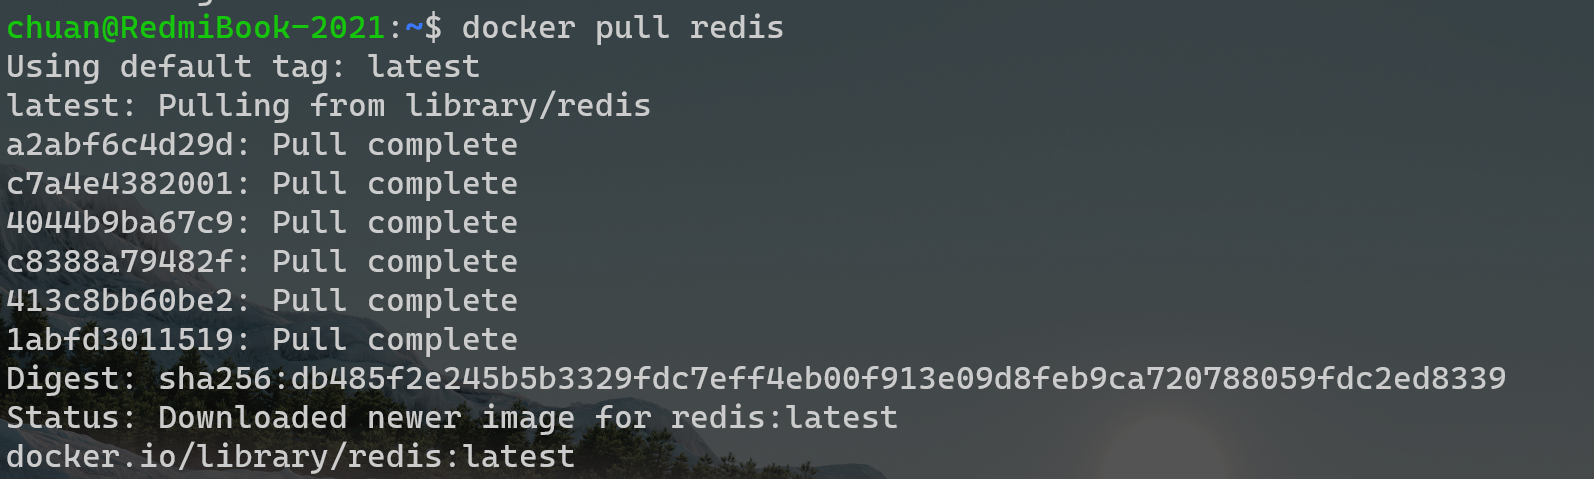 chuan@RedmiBook-2021:~$ docker pull redis
Using default tag: latest
latest: Pulling from library/redis
a2abf6c4d29d: Pull complete
c7a4e4382001: Pull complete
4044b9ba67c9: Pull complete
c8388a79482f: Pull complete
413c8bb60be2: Pull complete
1abfd3011519: Pull complete
Digest: sha256:db485f2e245b5b3329fdc7eff4eb00f913e09d8feb9ca720788059fdc2ed8339
Status: Downloaded newer image for redis:latest
docker.io/library/redis:latest